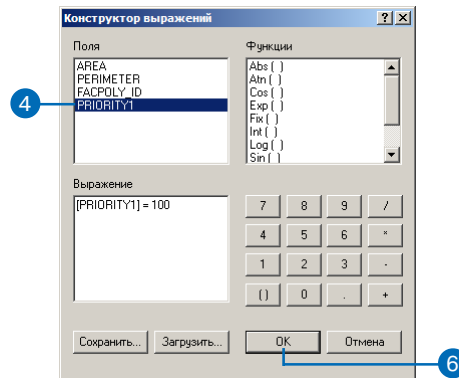 Конструктор выражений ? ×
Поля
AREA
PERIMETER
FACPOLY_ID
PRIORITY1
Функции
Abs ( )
Atn ( )
Cos ( )
Exp ( )
Fix ( )
Int ( )
Log ( )
Sin ( )
4
Выражение
[PRIORITY1] = 100
7 8 9 /
4 5 6 *
1 2 3 -
( ) 0 . +
Сохранить... Загрузить... OK Отмена
6